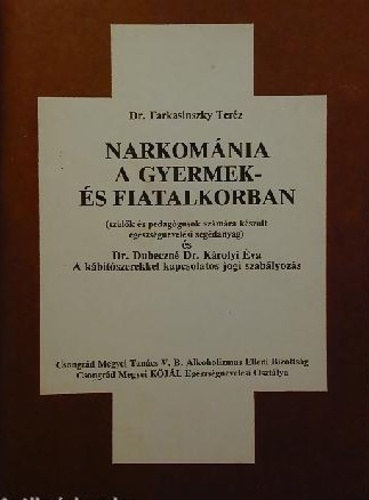 Dr. Farkasinszky Teréz
NARKOMÁNIA
A GYERMEK-
ÉS FIATALKORBAN
(szülők és pedagógusok számára készült
egészségnevelési segédanyag)
és
Dr. Dubeczné Dr. Károlyi Éva
A kábítószerekkel kapcsolatos jogi szabályozás
Csongrád Megyei Tanács V. B. Alkoholizmus Elleni Bizottság
Csongrád Megyei KÖJÁL Egészségnevelési Osztálya